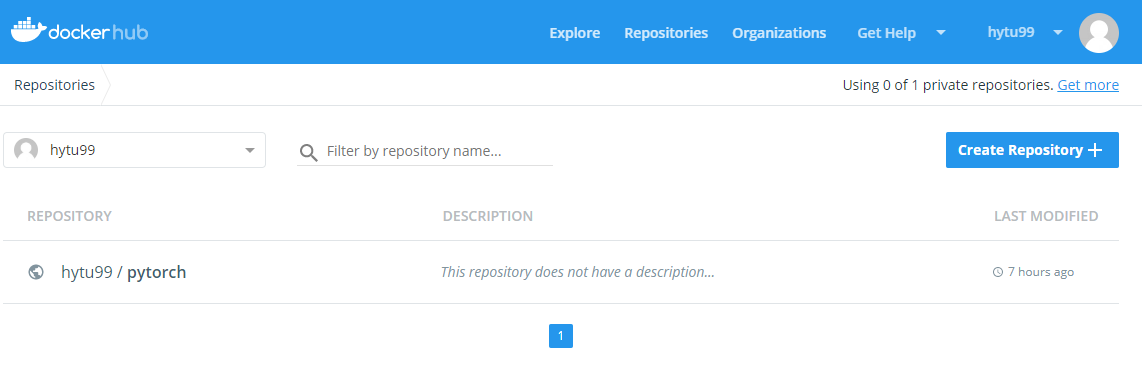 dockerhub Explore Repositories Organizations Get Help hytu99
Repositories Using 0 of 1 private repositories. Get more
hytu99 Filter by repository name... Create Repository +
REPOSITORY DESCRIPTION LAST MODIFIED
hytu99 / pytorch This repository does not have a description... 7 hours ago
1